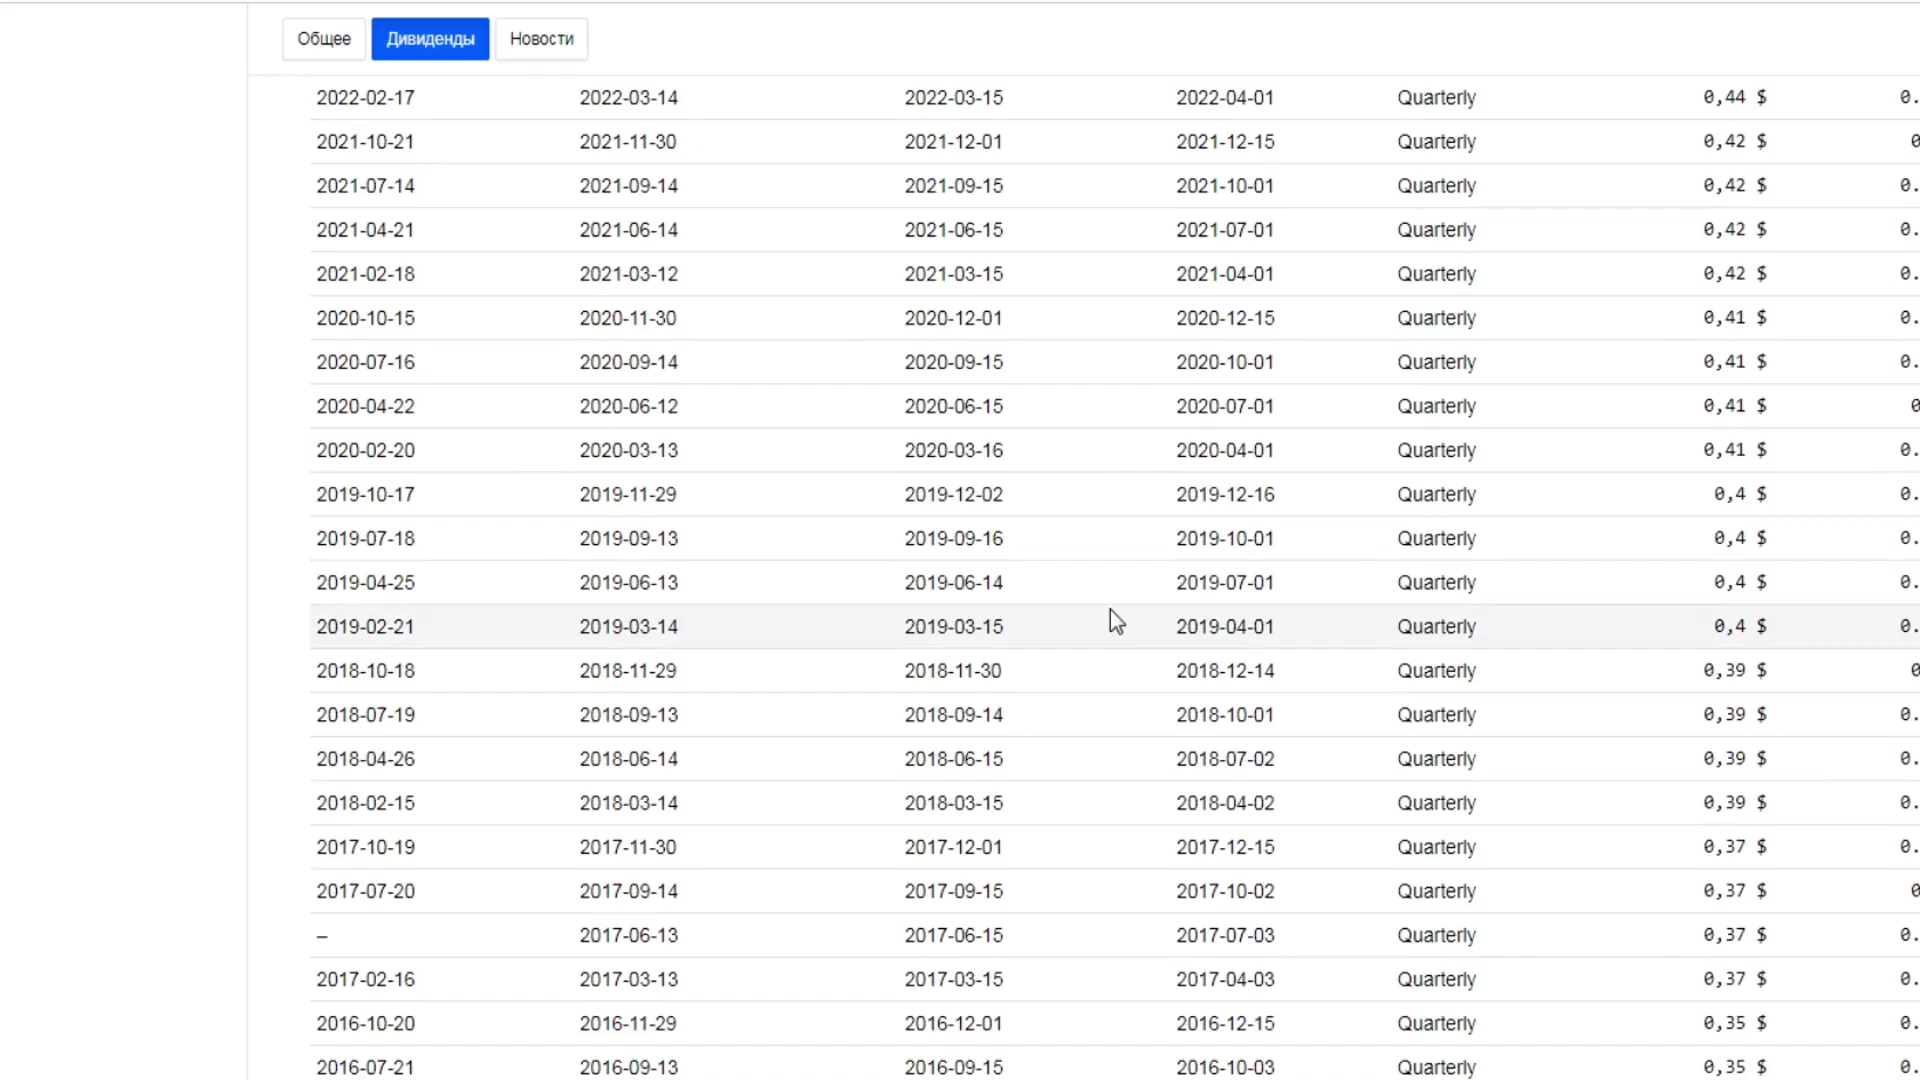 Общее Дивиденды Новости
2022-02-17 2022-03-14 2022-03-15 2022-04-01 Quarterly 0,44 $ 0.
2021-10-21 2021-11-30 2021-12-01 2021-12-15 Quarterly 0,42 $ 0
2021-07-14 2021-09-14 2021-09-15 2021-10-01 Quarterly 0,42 $ 0.
2021-04-21 2021-06-14 2021-06-15 2021-07-01 Quarterly 0,42 $ 0.
2021-02-18 2021-03-12 2021-03-15 2021-04-01 Quarterly 0,42 $ 0.
2020-10-15 2020-11-30 2020-12-01 2020-12-15 Quarterly 0,41 $ 0.
2020-07-16 2020-09-14 2020-09-15 2020-10-01 Quarterly 0,41 $ 0.
2020-04-22 2020-06-12 2020-06-15 2020-07-01 Quarterly 0,41 $ 0
2020-02-20 2020-03-13 2020-03-16 2020-04-01 Quarterly 0,41 $ 0.
2019-10-17 2019-11-29 2019-12-02 2019-12-16 Quarterly 0,4 $ 0.
2019-07-18 2019-09-13 2019-09-16 2019-10-01 Quarterly 0,4 $ 0.
2019-04-25 2019-06-13 2019-06-14 2019-07-01 Quarterly 0,4 $ 0.
2019-02-21 2019-03-14 2019-03-15 2019-04-01 Quarterly 0,4 $ 0.
2018-10-18 2018-11-29 2018-11-30 2018-12-14 Quarterly 0,39 $ 0
2018-07-19 2018-09-13 2018-09-14 2018-10-01 Quarterly 0,39 $ 0.
2018-04-26 2018-06-14 2018-06-15 2018-07-02 Quarterly 0,39 $ 0.
2018-02-15 2018-03-14 2018-03-15 2018-04-02 Quarterly 0,39 $ 0.
2017-10-19 2017-11-30 2017-12-01 2017-12-15 Quarterly 0,37 $ 0.
2017-07-20 2017-09-14 2017-09-15 2017-10-02 Quarterly 0,37 $ 0
– 2017-06-13 2017-06-15 2017-07-03 Quarterly 0,37 $ 0.
2017-02-16 2017-03-13 2017-03-15 2017-04-03 Quarterly 0,37 $ 0.
2016-10-20 2016-11-29 2016-12-01 2016-12-15 Quarterly 0,35 $ 0.
2016-07-21 2016-09-13 2016-09-15 2016-10-03 Quarterly 0,35 $ 0.